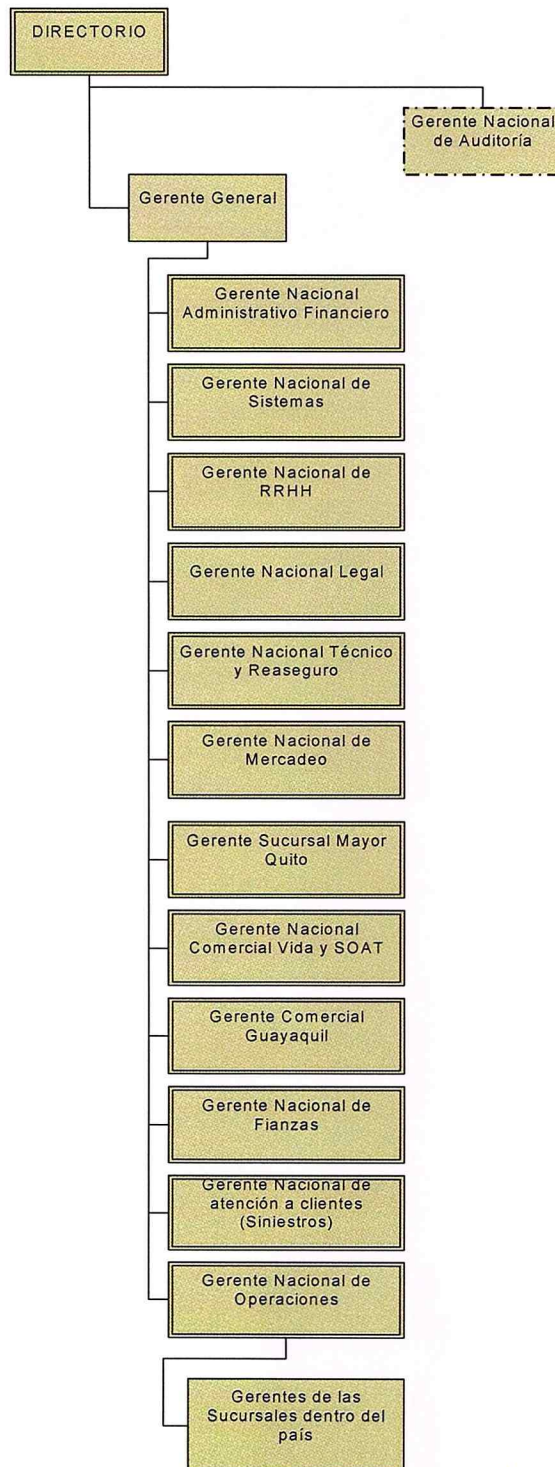 DIRECTORIO
Gerente Nacional
de Auditoría
Gerente General
Gerente Nacional
Administrativo Financiero
Gerente Nacional de
Sistemas
Gerente Nacional de
RRHH
Gerente Nacional Legal
Gerente Nacional Técnico
y Reaseguro
Gerente Nacional de
Mercadeo
Gerente Sucursal Mayor
Quito
Gerente Nacional
Comercial Vida y SOAT
Gerente Comercial
Guayaquil
Gerente Nacional de
Fianzas
Gerente Nacional de
atención a clientes
(Siniestros)
Gerente Nacional de
Operaciones
Gerentes de las
Sucursales dentro del
país